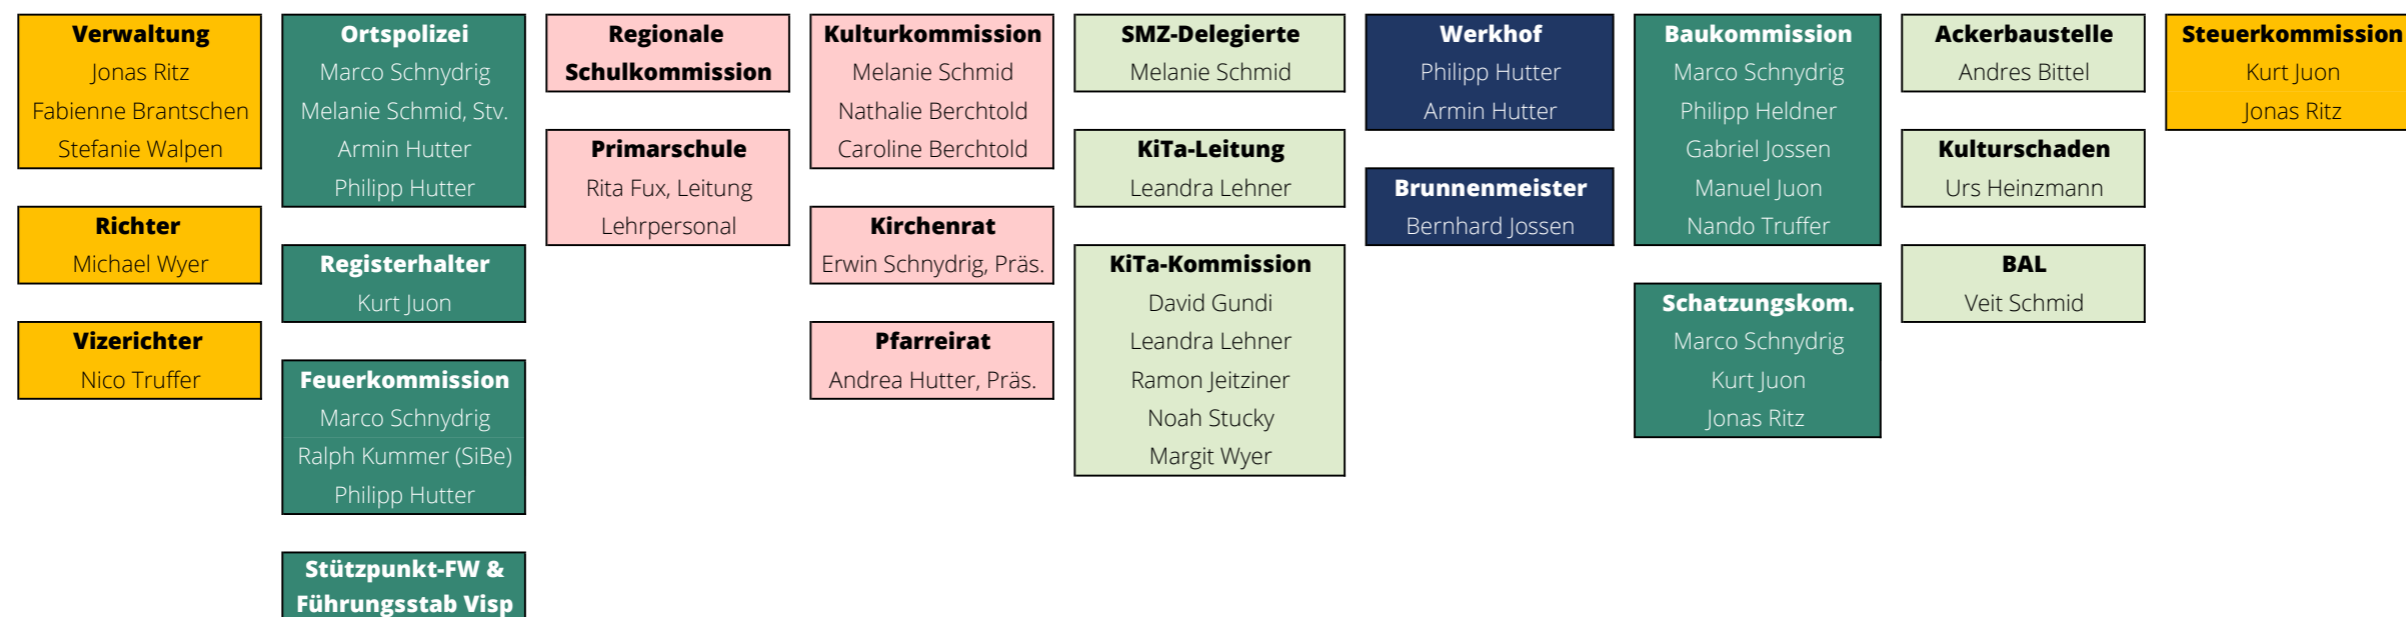 Verwaltung
Jonas Ritz
Fabienne Brantschen
Stefanie Walpen
Richter
Michael Wyer
Vizerichter
Nico Truffer
Ortspolizei
Marco Schnydrig
Melanie Schmid, Stv.
Armin Hutter
Philipp Hutter
Registerhalter
Kurt Juon
Feuerkommission
Marco Schnydrig
Ralph Kummer (SiBe)
Philipp Hutter
Stützpunkt-FW &
Führungsstab Visp
Regionale
Schulkommission
Primarschule
Rita Fux, Leitung
Lehrpersonal
Kulturkommission
Melanie Schmid
Nathalie Berchtold
Caroline Berchtold
Kirchenrat
Erwin Schnydrig, Präs.
Pfarreirat
Andrea Hutter, Präs.
SMZ-Delegierte
Melanie Schmid
KiTa-Leitung
Leandra Lehner
KiTa-Kommission
David Gundi
Leandra Lehner
Ramon Jeitziner
Noah Stucky
Margit Wyer
Werkhof
Philipp Hutter
Armin Hutter
Brunnenmeister
Bernhard Jossen
Baukommission
Marco Schnydrig
Philipp Heldner
Gabriel Jossen
Manuel Juon
Nando Truffer
Schatzungskom.
Marco Schnydrig
Kurt Juon
Jonas Ritz
Ackerbaustelle
Andres Bittel
Kulturschaden
Urs Heinzmann
BAL
Veit Schmid
Steuerkommission
Kurt Juon
Jonas Ritz